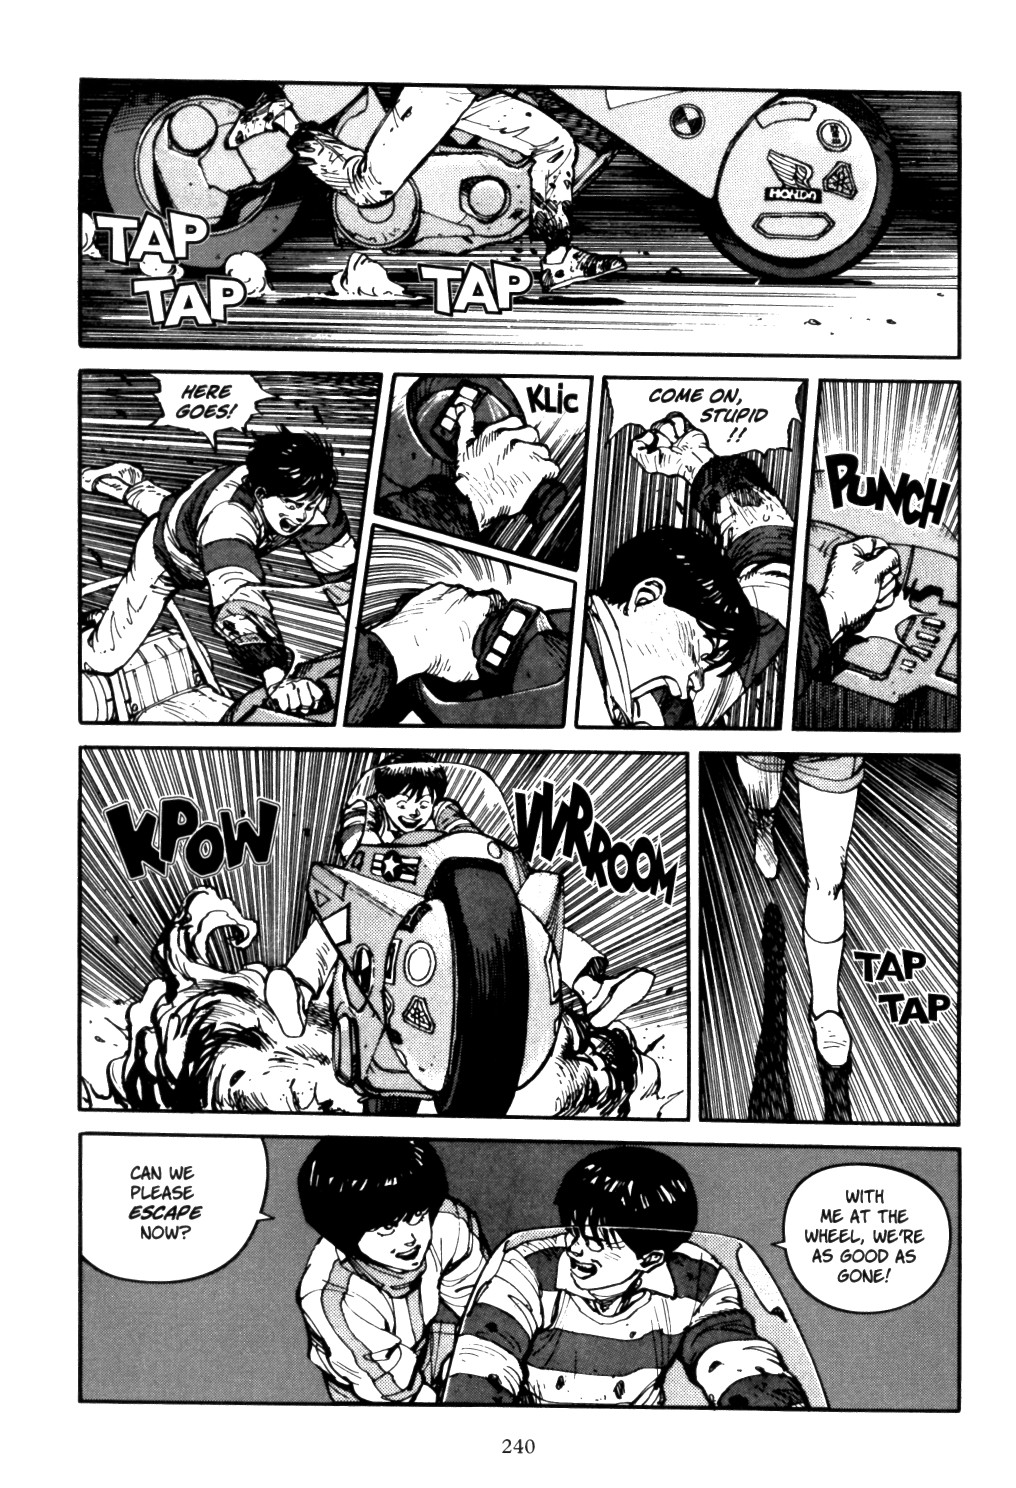 HONDA
TAP
TAP
TAP
HERE
GOES!
KLIC
COME ON,
STUPID
!!
PUNCH
KPOW
VVRROOM
TAP
TAP
CAN WE
PLEASE
ESCAPE
NOW?
WITH
ME AT THE
WHEEL, WE'RE
AS GOOD AS
GONE!
240